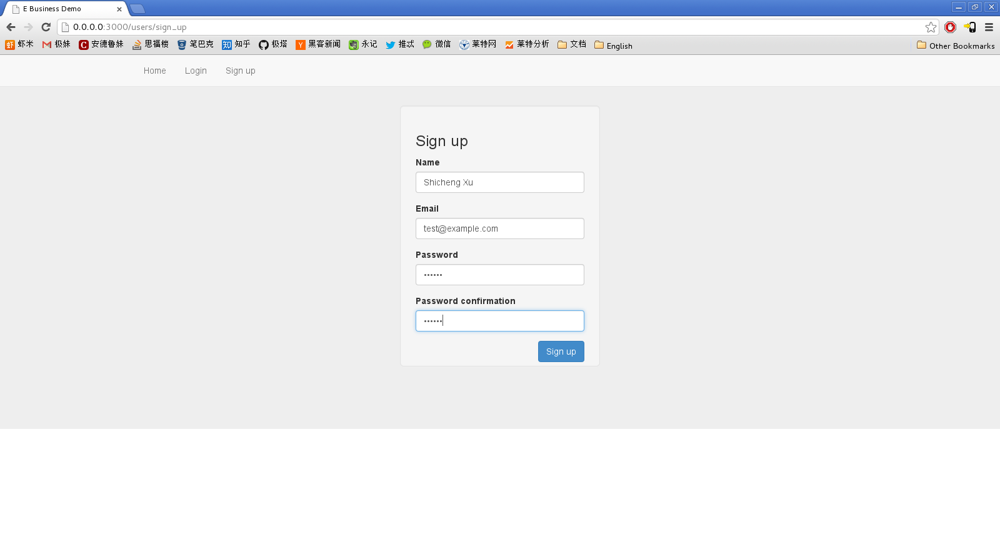 E Business Demo
0.0.0.0:3000/users/sign_up
虾米 极妹 安德鲁妹 思福楼 笔巴克 知乎 极塔 黑客新闻 永记 推忒 微信 莱特网 莱特分析 文档 English Other Bookmarks
Home Login Sign up
Sign up
Name
Shicheng Xu
Email
test@example.com
Password
••••••
Password confirmation
••••••
Sign up